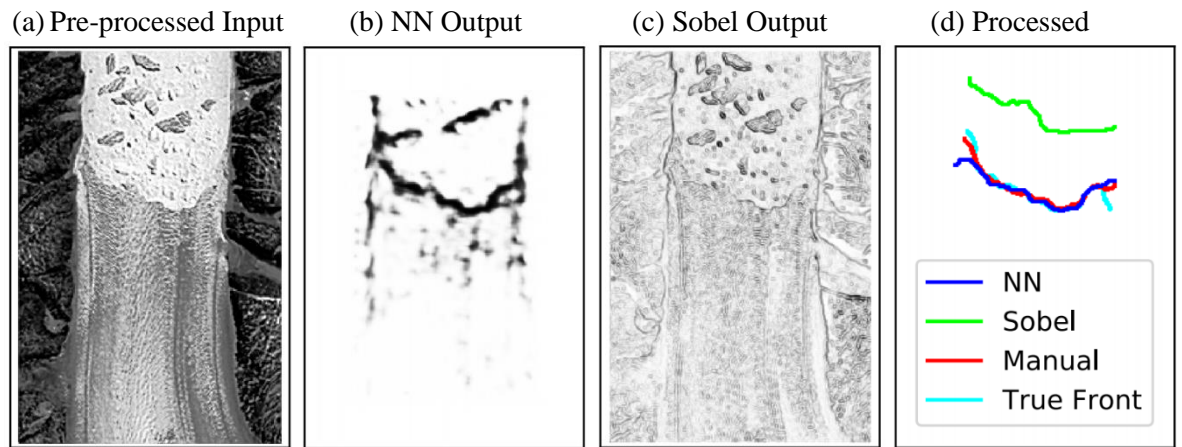 (a) Pre-processed Input
(b) NN Output
(c) Sobel Output
(d) Processed
NN
Sobel
Manual
True Front